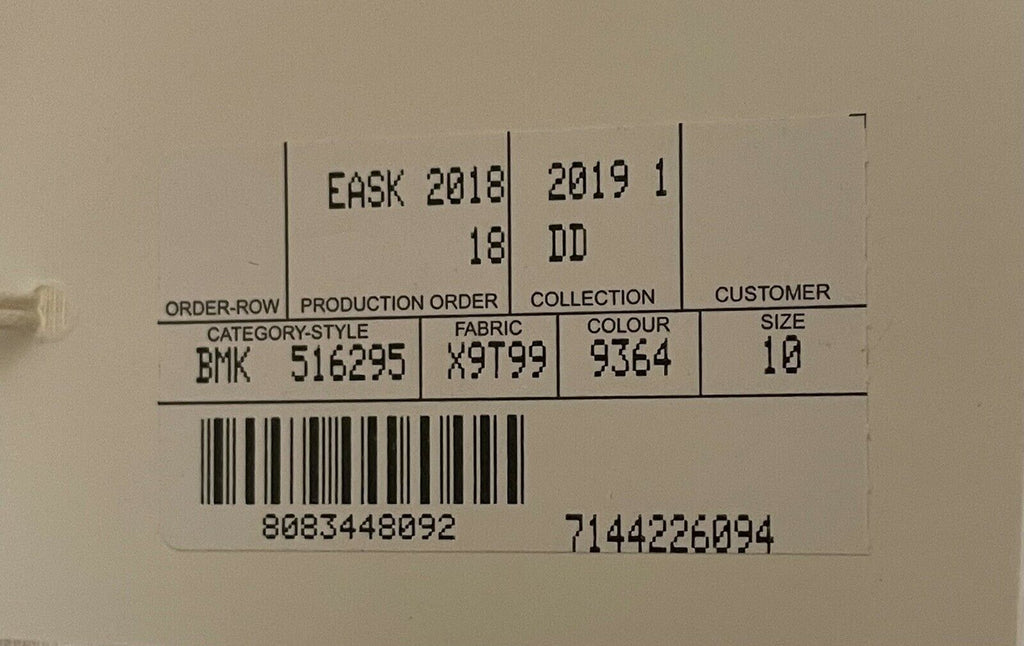 EASK 2018 2019 1
18 DD
ORDER-ROW PRODUCTION ORDER COLLECTION CUSTOMER
CATEGORY-STYLE FABRIC COLOUR SIZE
BMK 516295 X9T99 9364 10
8083448092 7144226094